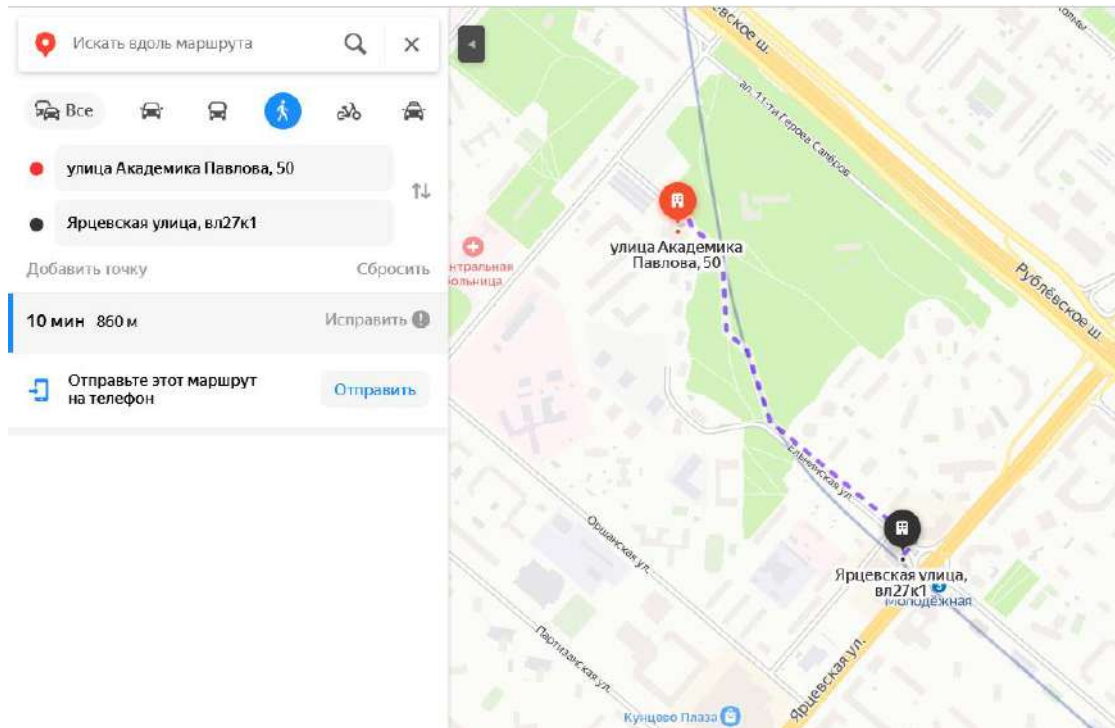 Искать вдоль маршрута
Все
улица Академика Павлова, 50
Ярцевская улица, вл27к1
Добавить точку
Сбросить
10 мин 860 м
Исправить
Отправьте этот маршрут
на телефон
Отправить
ал. 11-ти Героев Сапёров
улица Академика
Павлова, 50
нтральная
больница
Рублёвское ш.
Ельнинская ул.
Оршанская ул.
Ярцевская улица,
вл27к1
Молодёжная
Партизанская ул.
Ярцевская ул.
Кунцево Плаза